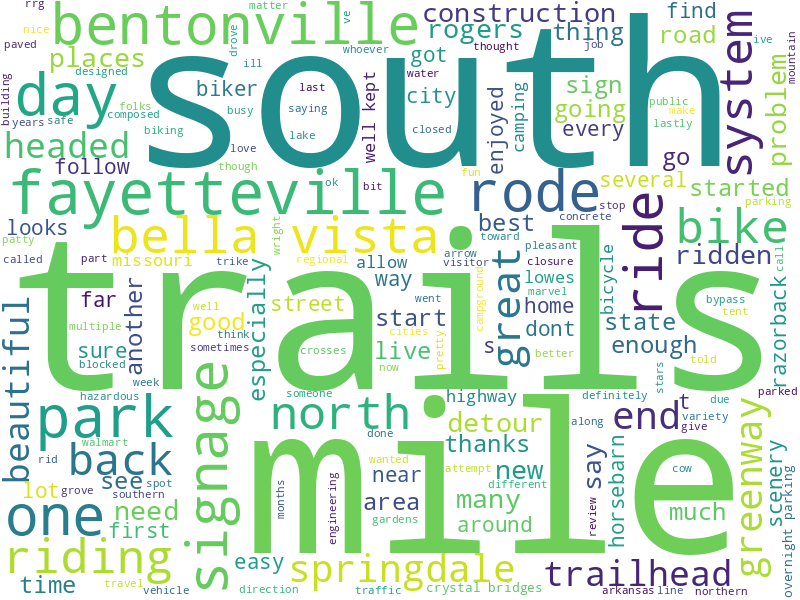 rrg
bentonville
matter
ve
construction
find
ive
nice
drove
whoever
rogers
thing
road
mountain
paved
ill
thought
job
places
got
south
system
building
day
designed
folks
composed
biker
busy
saying
last
water
well kept
city
enjoyed
camping
sign
going
public
make
problem
years
safe
biking
lake
closed
every
lastly
headed
love
though
follow
ok
bit
fun
stop
go
several
started
fayetteville
rode
ride
parking
looks
patty
bella vista
wright
best
concrete
bike
called
part
missouri
trike
regional
allow
arrow
visitor
toward
pleasant
closure
bicycle
ridden
razorback
call
far
another
especially
street
way
went
marvel
campground
great
lowes
home
state
bypass
tent
trails
beautiful
multiple
good
well
think
start
cities
s
dont
enough
told
sure
blocked
sometimes
crosses
live
now
pretty
better
week
hazardous
someone
highway
definitely
stars
t
due
parked
park
signage
north
done
along
variety
give
end
greenway
walmart
detour
back
rid
wanted
thanks
say
horsebarn
cow
scenery
one
see
spot
months
engineering
near
attempt
new
different
review
lot
grove
southern
need
area
many
much
overnight parking
first
gardens
around
mile
riding
easy
springdale
trailhead
time
travel
vehicle
direction
traffic
crystal bridges
arkansas
line
northern